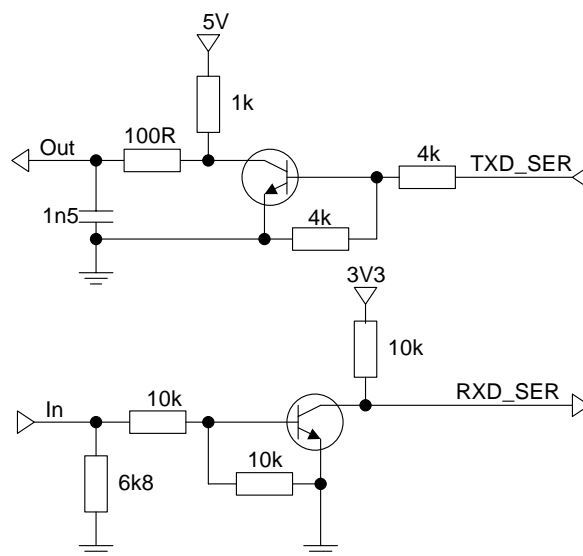 5V
1k
Out
100R
4k
TXD_SER
1n5
4k
3V3
10k
In
10k
RXD_SER
10k
6k8